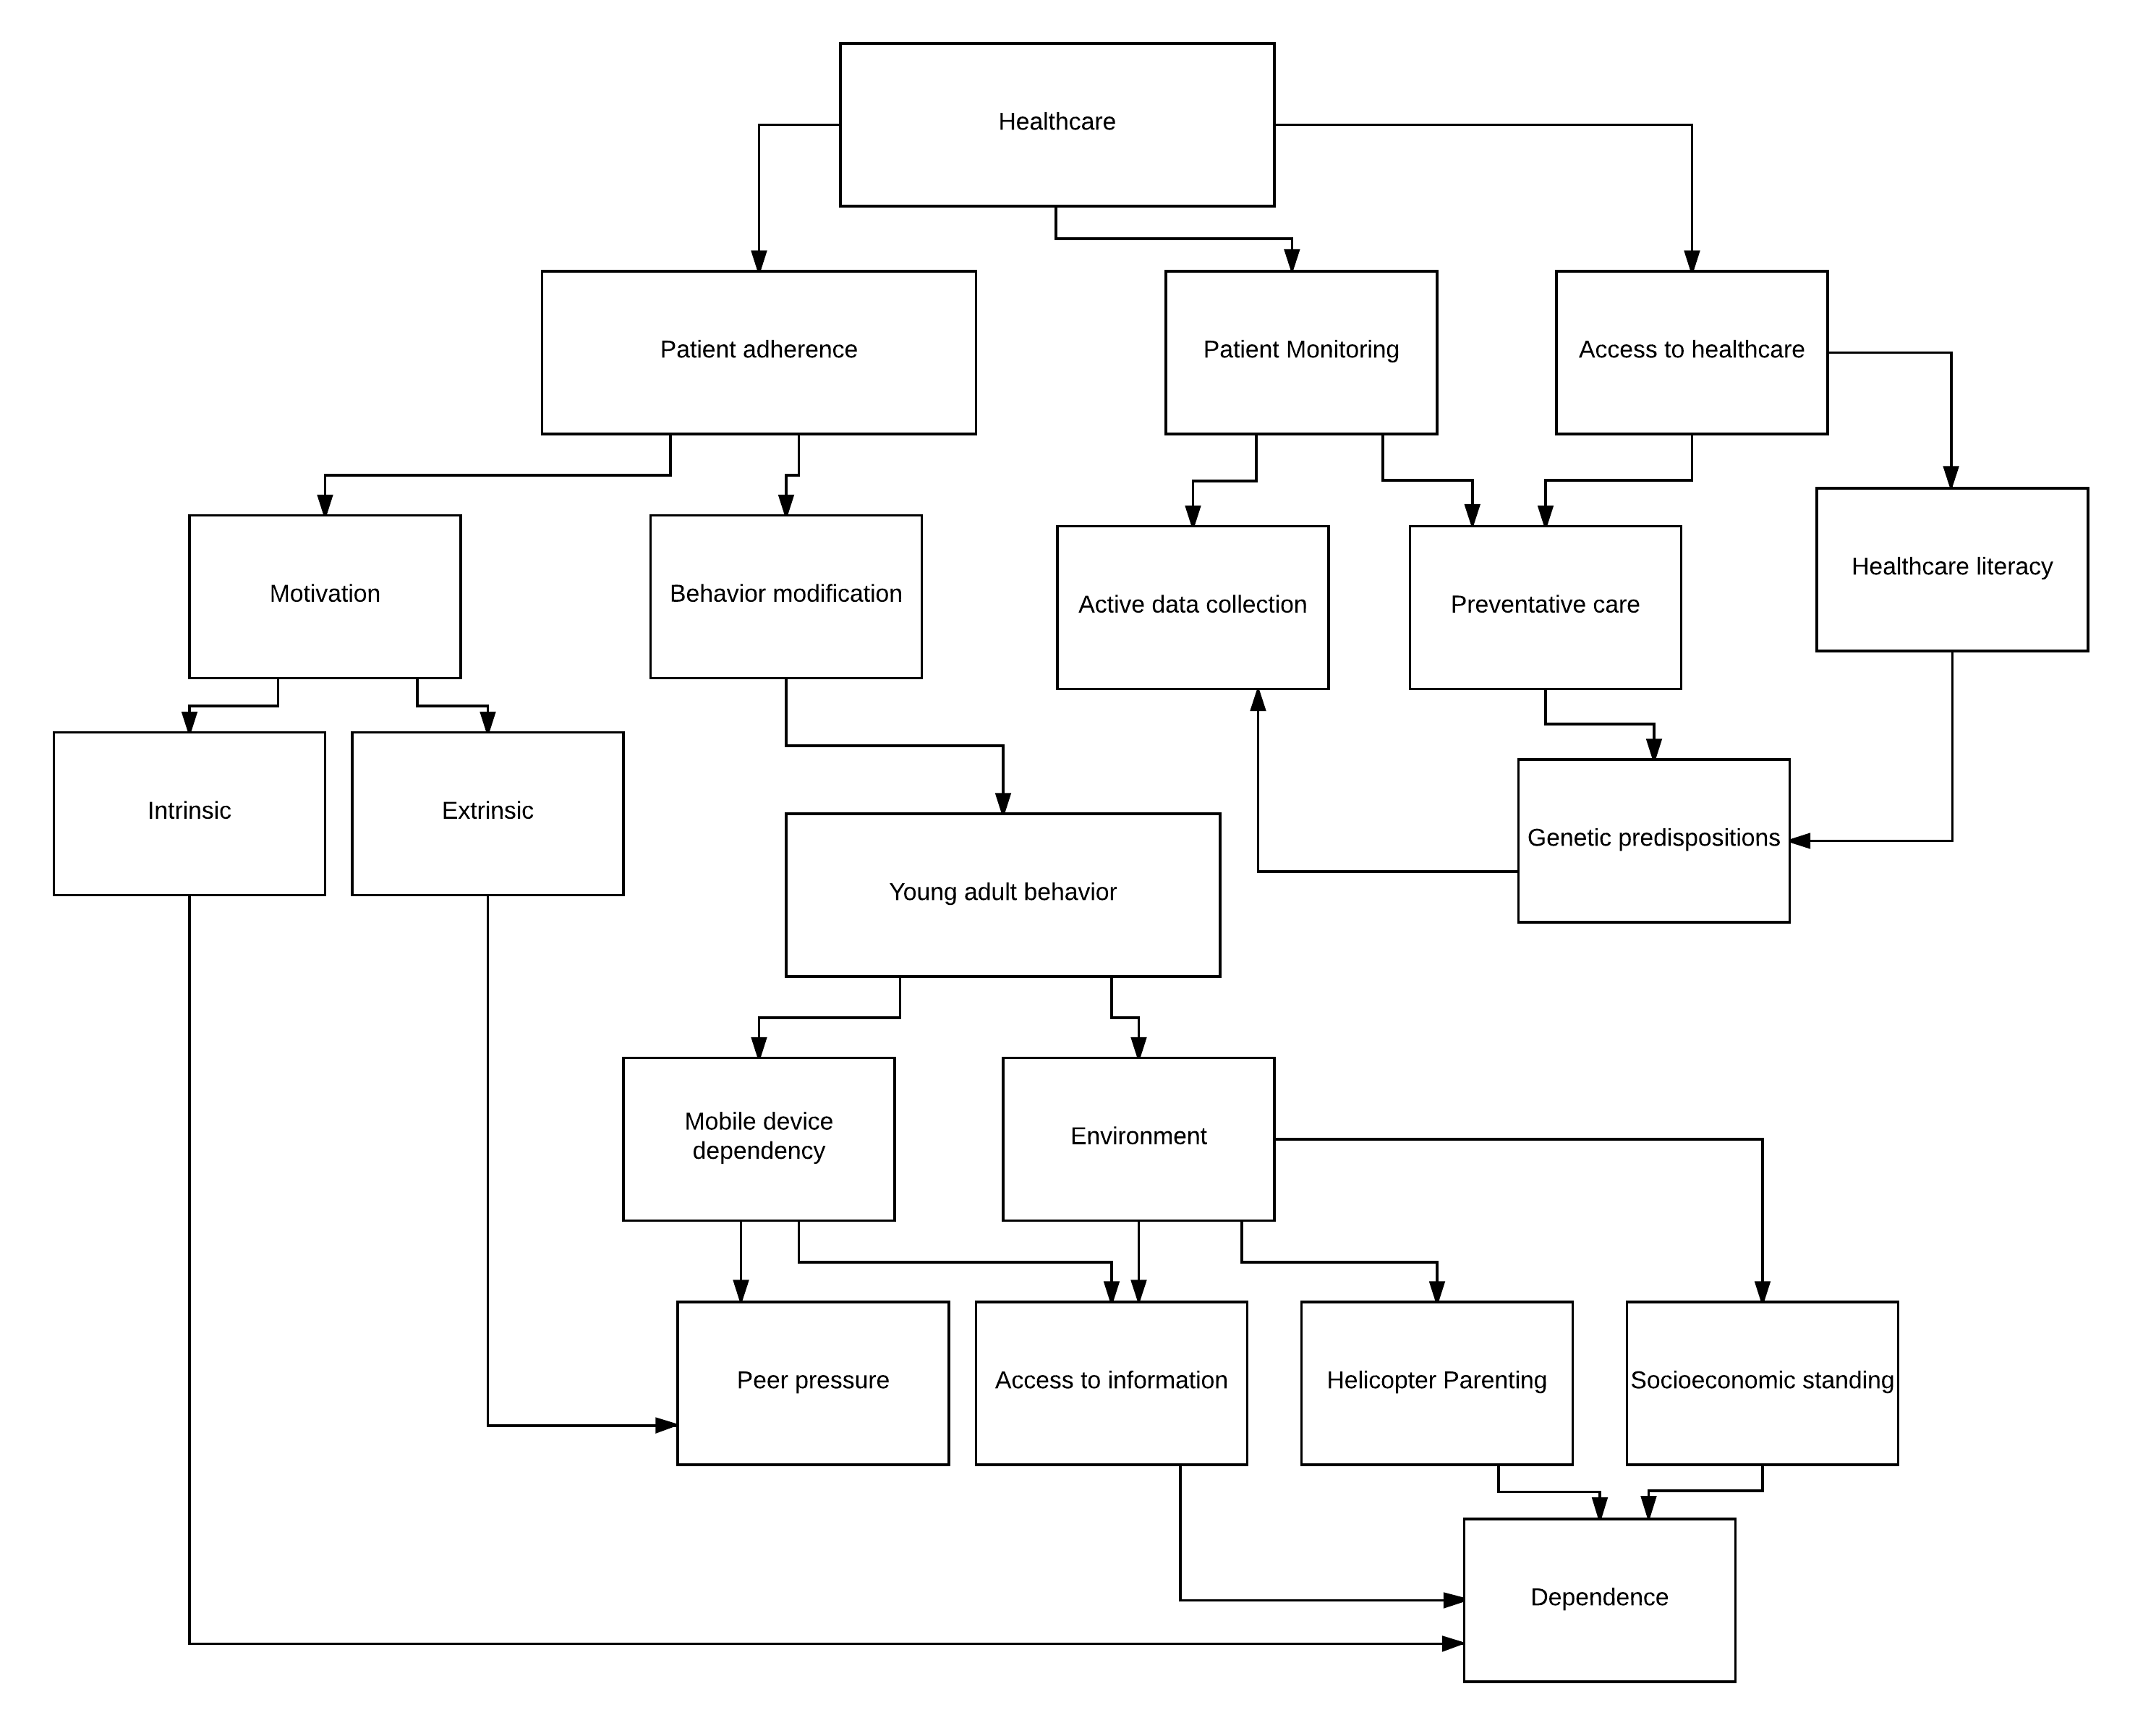 Healthcare
Patient adherence
Patient Monitoring
Access to healthcare
Healthcare literacy
Motivation
Behavior modification
Active data collection
Preventative care
Intrinsic
Extrinsic
Genetic predispositions
Young adult behavior
Mobile device
dependency
Environment
Peer pressure
Access to information
Helicopter Parenting
Socioeconomic standing
Dependence